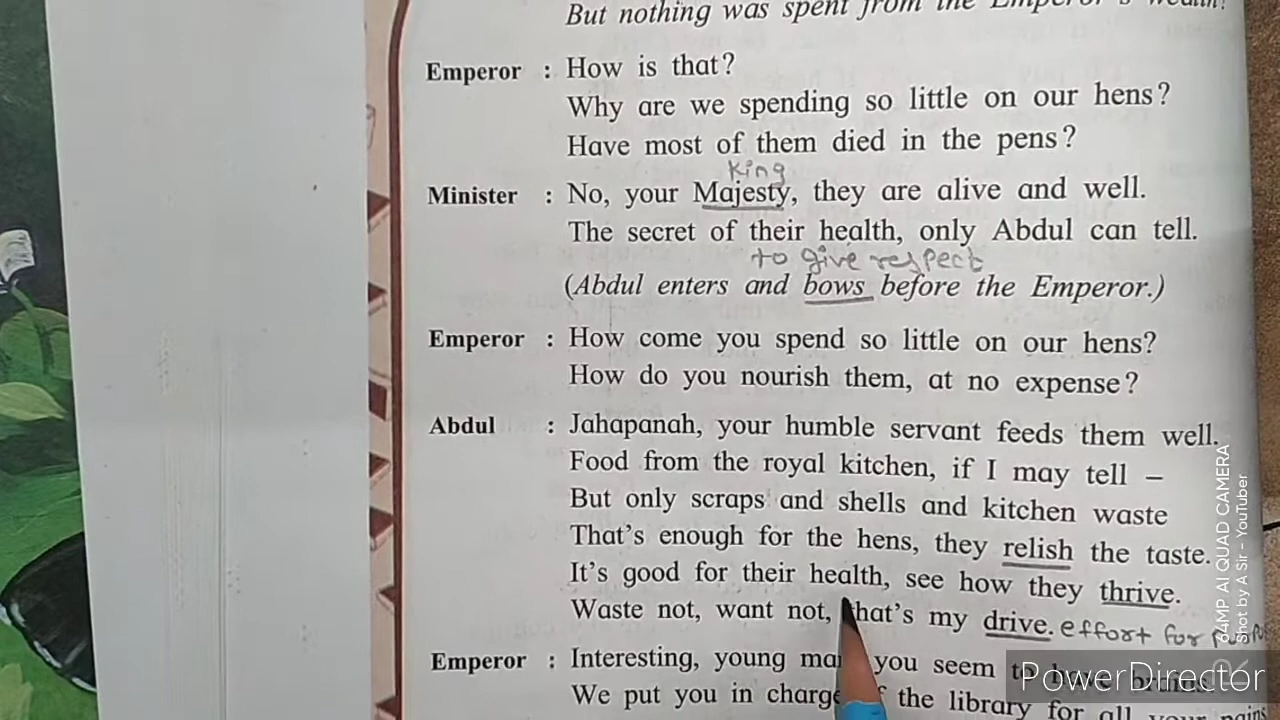 But nothing was spent from the Emperor's wealth!
Emperor : How is that?
Why are we spending so little on our hens?
Have most of them died in the pens?
king
Minister : No, your Majesty, they are alive and well.
The secret of their health, only Abdul can tell.
to give respect
(Abdul enters and bows before the Emperor.)
Emperor : How come you spend so little on our hens?
How do you nourish them, at no expense?
Abdul : Jahapanah, your humble servant feeds them well.
Food from the royal kitchen, if I may tell –
But only scraps and shells and kitchen waste
That's enough for the hens, they relish the taste.
It's good for their health, see how they thrive.
Waste not, want not, that's my drive. effort for
Emperor : Interesting, young man you seem to have brains
We put you in charge of the library for all your pains
64MP AI QUAD CAMERA
Shot by A Sir - YouTuber
PowerDirector